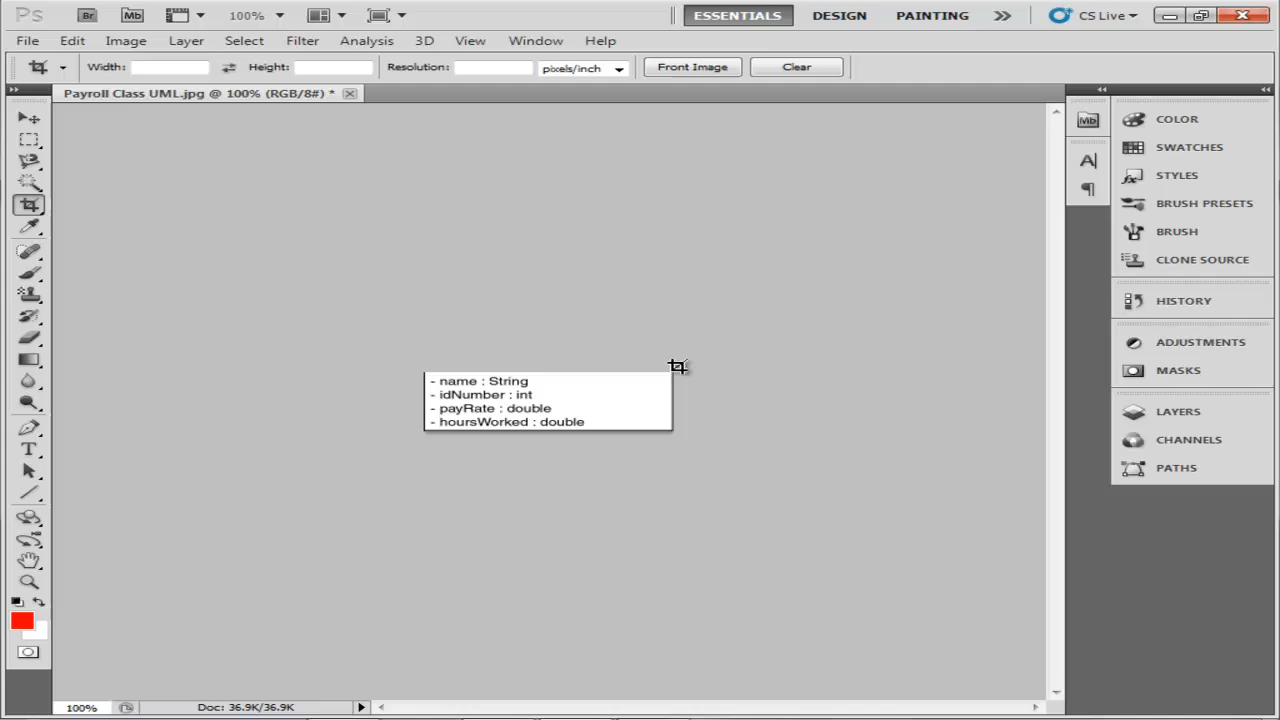 Ps Br Mb 100% ESSENTIALS DESIGN PAINTING CS Live
File Edit Image Layer Select Filter Analysis 3D View Window Help
Width: Height: Resolution: pixels/inch Front Image Clear
Payroll Class UML.jpg @ 100% (RGB/8#) *
Mb
COLOR
SWATCHES
STYLES
BRUSH PRESETS
BRUSH
CLONE SOURCE
HISTORY
ADJUSTMENTS
MASKS
LAYERS
CHANNELS
PATHS
- name : String
- idNumber : int
- payRate : double
- hoursWorked : double
100% Doc: 36.9K/36.9K